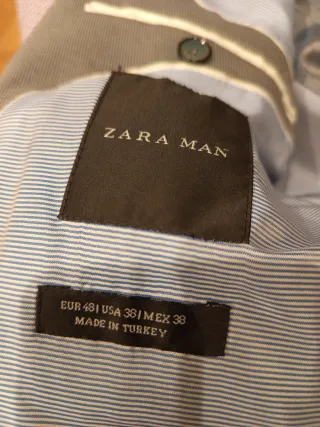 ZARA MAN
EUR 48 | USA 38 | MEX 38
MADE IN TURKEY